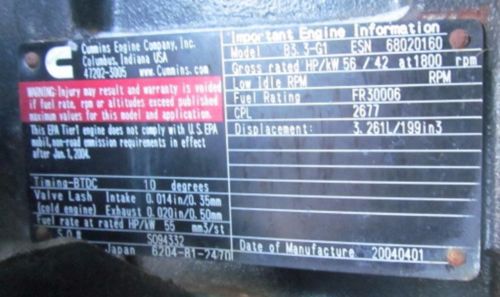 Cummins Engine Company, Inc.
Columbus, Indiana USA
47202-3005 www.Cummins.com
WARNING: Injury may result and warranty is voided
if fuel rate, rpm or altitudes exceed published
maximum values for this model and application.
This EPA Tier1 engine does not comply with U.S.EPA
mobil,non-road emmission requirements in effect
after Jan.1,2004.
Timing-BTDC 10 degrees
Valve Lash Intake 0.014in/0.35mm
(cold engine) Exhaust 0.020in/0.50mm
Fuel rate at rated HP/kW 55 mm3/st
S.O.# SO94332
Japan 6204-81-2470
Important Engine Information
Model B3.3-G1 ESN 68020160
Gross rated HP/kW 56 / 42 at1800 rpm
Low Idle RPM RPM
Fuel Rating FR30006
CPL 2677
Displacement: 3.261L/199in3
Date of Manufacture 20040401